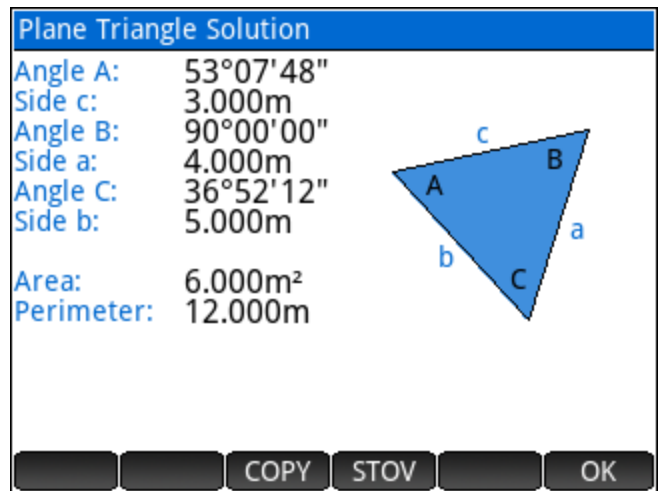 Plane Triangle Solution
Angle A: 53°07'48"
Side c: 3.000m
Angle B: 90°00'00"
Side a: 4.000m
Angle C: 36°52'12"
Side b: 5.000m
Area: 6.000m²
Perimeter: 12.000m
c
B
A
a
b
C
COPY STOV OK